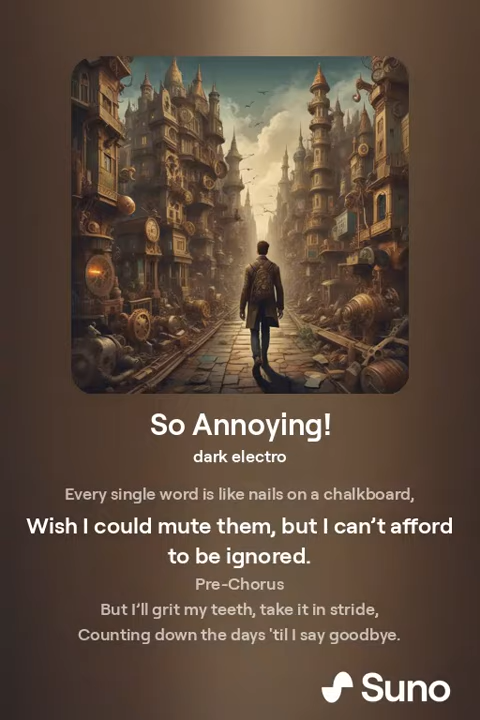 So Annoying!
dark electro
Every single word is like nails on a chalkboard,
Wish I could mute them, but I can’t afford
to be ignored.
Pre-Chorus
But I’ll grit my teeth, take it in stride,
Counting down the days 'til I say goodbye.
Suno